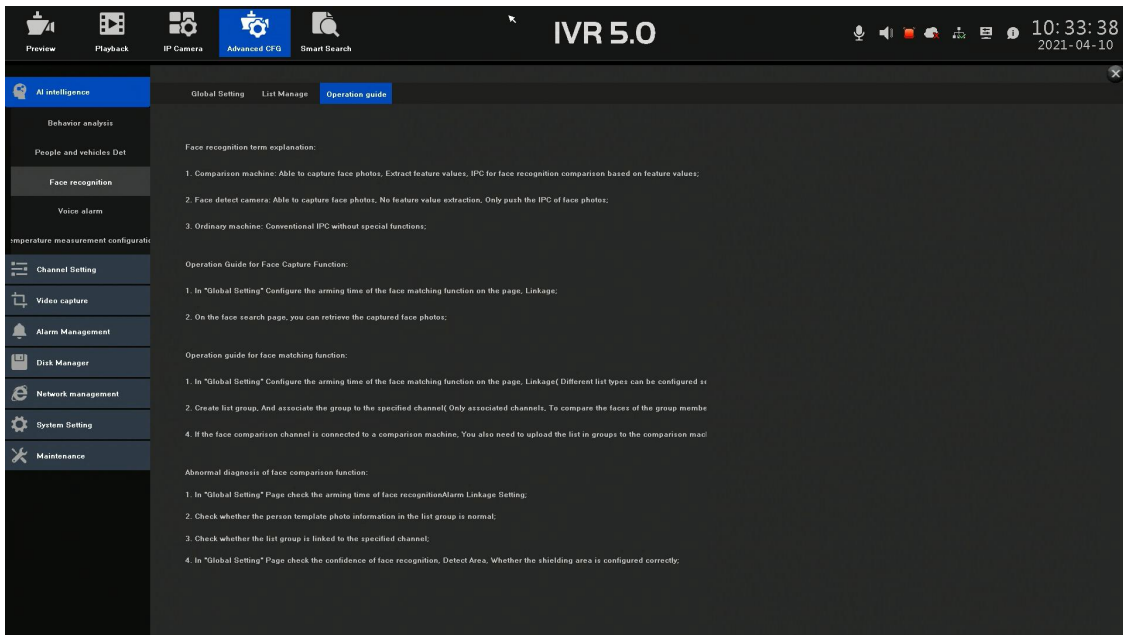 IVR 5.0
10:33:38
2021-04-10
Preview
Playback
IP Camera
Advanced CFG
Smart Search
AI intelligence
Behavior analysis
People and vehicles Det
Face recognition
Voice alarm
emperature measurement configuratio
Channel Setting
Video capture
Alarm Management
Disk Manager
Network management
System Setting
Maintenance
Global Setting
List Manage
Operation guide
Face recognition term explanation:
1. Comparison machine: Able to capture face photos, Extract feature values, IPC for face recognition comparison based on feature values;
2. Face detect camera: Able to capture face photos, No feature value extraction, Only push the IPC of face photos;
3. Ordinary machine: Conventional IPC without special functions;
Operation Guide for Face Capture Function:
1. In "Global Setting" Configure the arming time of the face matching function on the page, Linkage;
2. On the face search page, you can retrieve the captured face photos;
Operation guide for face matching function:
1. In "Global Setting" Configure the arming time of the face matching function on the page, Linkage( Different list types can be configured se
2. Create list group, And associate the group to the specified channel( Only associated channels, To compare the faces of the group membe
4. If the face comparison channel is connected to a comparison machine, You also need to upload the list in groups to the comparison mac
Abnormal diagnosis of face comparison function:
1. In "Global Setting" Page check the arming time of face recognitionAlarm Linkage Setting;
2. Check whether the person template photo information in the list group is normal;
3. Check whether the list group is linked to the specified channel;
4. In "Global Setting" Page check the confidence of face recognition, Detect Area, Whether the shielding area is configured correctly;